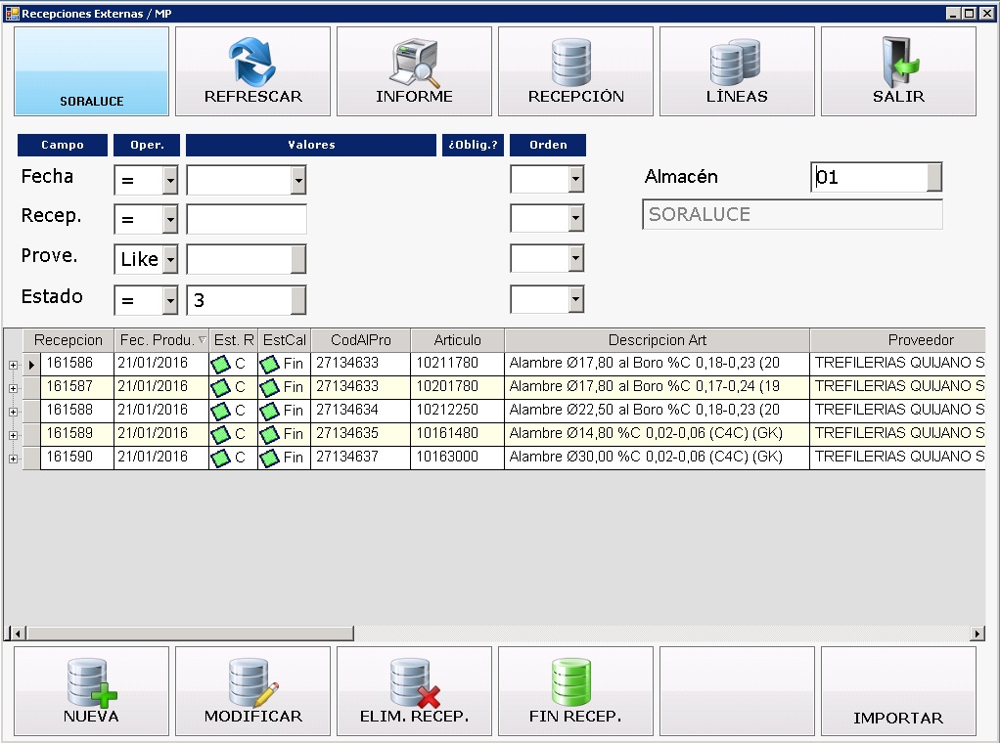 Recepciones Externas / MP
SORALUCE REFRESCAR INFORME RECEPCIÓN LÍNEAS SALIR
Campo Oper. Valores ¿Oblig.? Orden
Fecha = Almacén 01
Recep. = SORALUCE
Prove. Like
Estado = 3
Recepcion Fec. Produ. Est. R EstCal CodAlPro Articulo Descripcion Art Proveedor
161586 21/01/2016 C Fin 27134633 10211780 Alambre Ø17,80 al Boro %C 0,18-0,23 (20 TREFILERIAS QUIJANO S
161587 21/01/2016 C Fin 27134633 10201780 Alambre Ø17,80 al Boro %C 0,17-0,24 (19 TREFILERIAS QUIJANO S
161588 21/01/2016 C Fin 27134634 10212250 Alambre Ø22,50 al Boro %C 0,18-0,23 (20 TREFILERIAS QUIJANO S
161589 21/01/2016 C Fin 27134635 10161480 Alambre Ø14,80 %C 0,02-0,06 (C4C) (GK) TREFILERIAS QUIJANO S
161590 21/01/2016 C Fin 27134637 10163000 Alambre Ø30,00 %C 0,02-0,06 (C4C) (GK) TREFILERIAS QUIJANO S
NUEVA MODIFICAR ELIM. RECEP. FIN RECEP. IMPORTAR